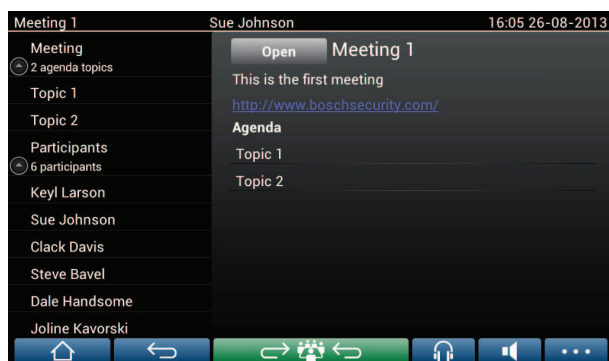 Meeting 1 Sue Johnson 16:05 26-08-2013
Meeting
2 agenda topics
Topic 1
Topic 2
Participants
6 participants
Keyl Larson
Sue Johnson
Clack Davis
Steve Bavel
Dale Handsome
Joline Kavorski
Open Meeting 1
This is the first meeting
http://www.boschsecurity.com/
Agenda
Topic 1
Topic 2